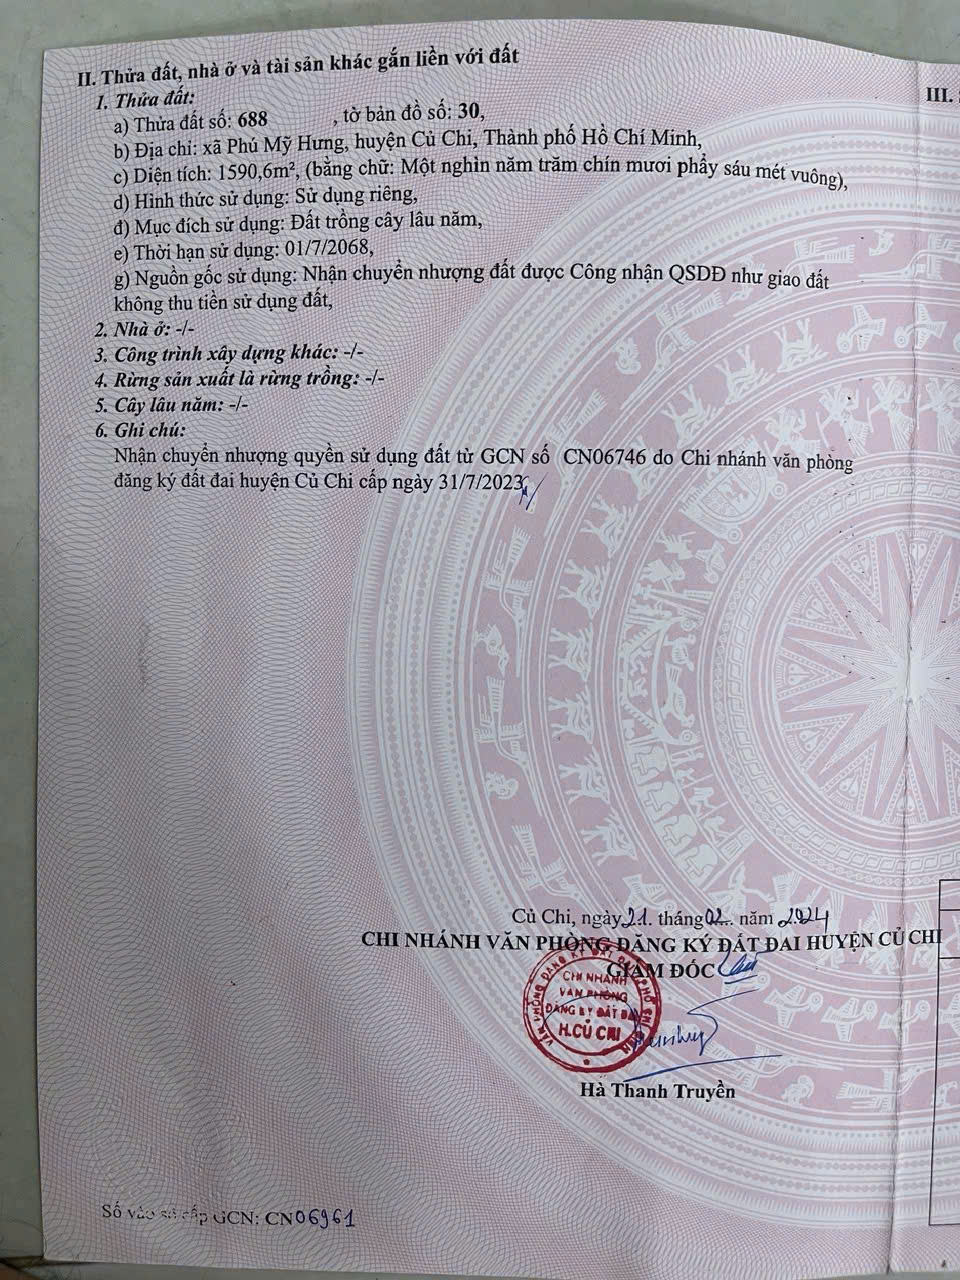 II. Thửa đất, nhà ở và tài sản khác gắn liền với đất
1. Thửa đất:
a) Thửa đất số: 688 , tờ bản đồ số: 30,
b) Địa chỉ: xã Phú Mỹ Hưng, huyện Củ Chi, Thành phố Hồ Chí Minh,
c) Diện tích: 1590,6m², (bằng chữ: Một nghìn năm trăm chín mươi phẩy sáu mét vuông),
d) Hình thức sử dụng: Sử dụng riêng,
đ) Mục đích sử dụng: Đất trồng cây lâu năm,
e) Thời hạn sử dụng: 01/7/2068,
g) Nguồn gốc sử dụng: Nhận chuyển nhượng đất được Công nhận QSDĐ như giao đất
không thu tiền sử dụng đất,
2. Nhà ở: -/-
3. Công trình xây dựng khác: -/-
4. Rừng sản xuất là rừng trồng: -/-
5. Cây lâu năm: -/-
6. Ghi chú:
Nhận chuyển nhượng quyền sử dụng đất từ GCN số CN06746 do Chi nhánh văn phòng
đăng ký đất đai huyện Củ Chi cấp ngày 31/7/2023
III.
Củ Chi, ngày 21 tháng 02 năm 2024
CHI NHÁNH VĂN PHÒNG ĐĂNG KÝ ĐẤT ĐAI HUYỆN CỦ CHI
GIÁM ĐỐC
CHI NHÁNH
VĂN PHÒNG
ĐĂNG KÝ ĐẤT ĐAI
H.CỦ CHI
Hà Thanh Truyền
Số vào sổ cấp GCN: CN06961